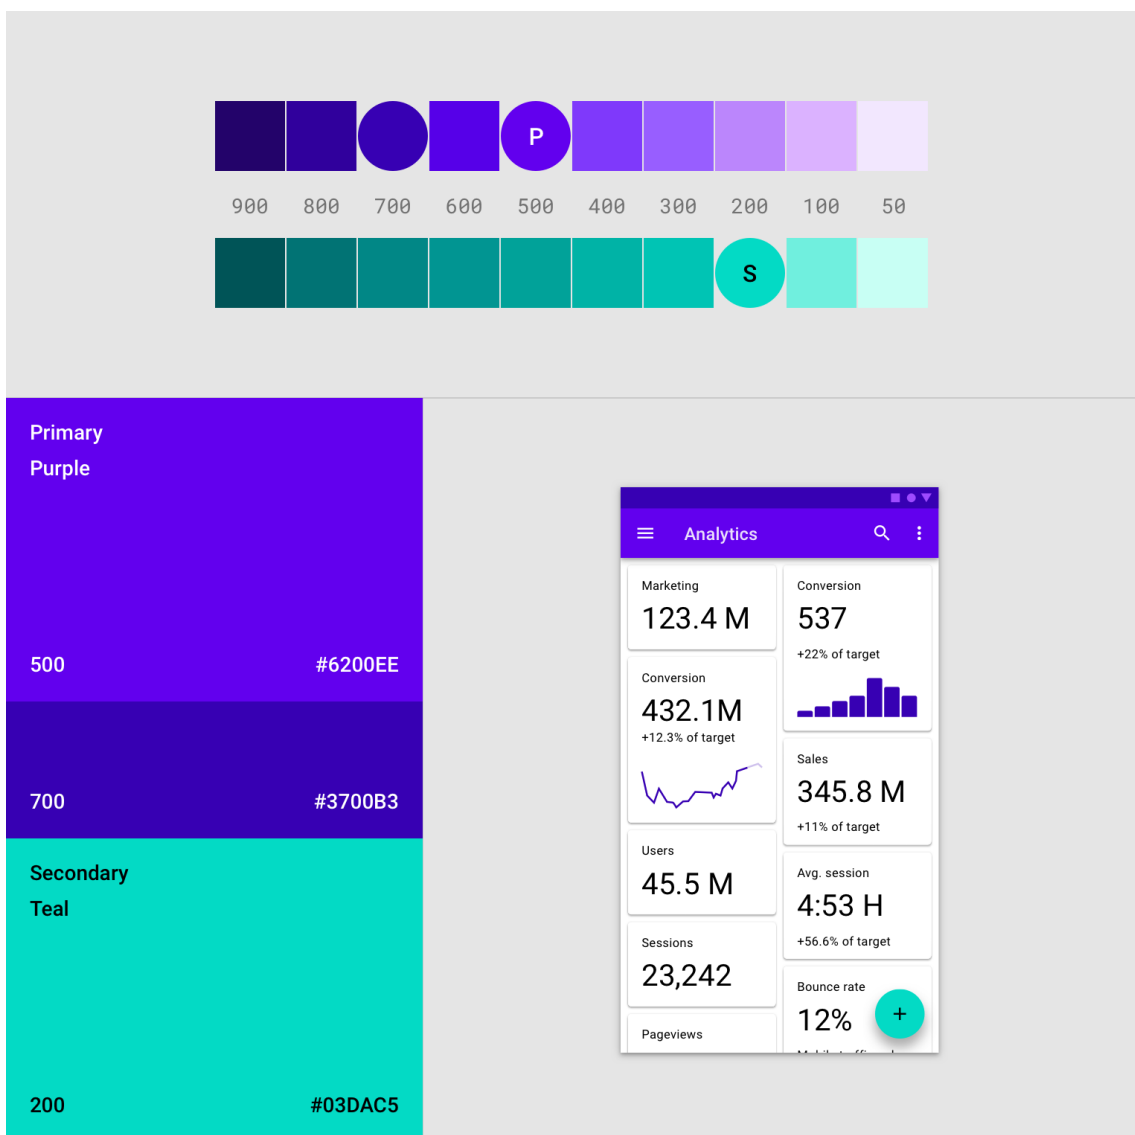 P
900 800 700 600 500 400 300 200 100 50
S
Primary
Purple
500 #6200EE
700 #3700B3
Secondary
Teal
200 #03DAC5
Analytics
Marketing
123.4 M
Conversion
432.1M
+12.3% of target
Users
45.5 M
Sessions
23,242
Pageviews
Conversion
537
+22% of target
Sales
345.8 M
+11% of target
Avg. session
4:53 H
+56.6% of target
Bounce rate
12%
+